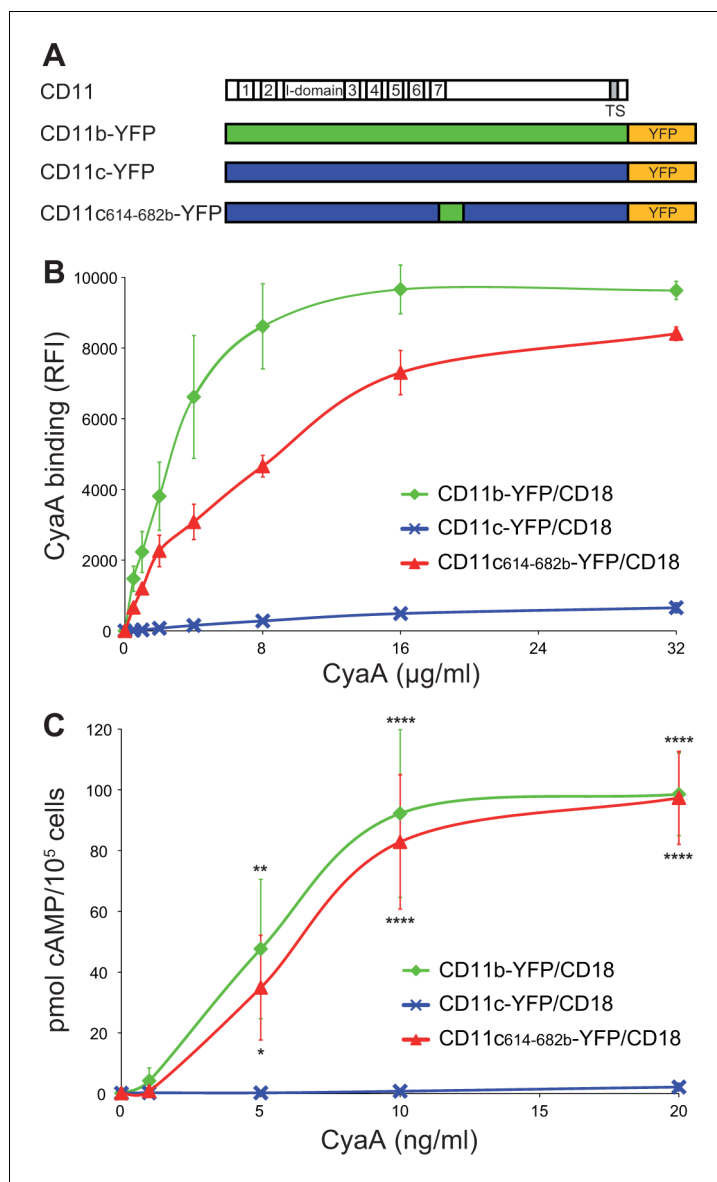 A
CD11
1 2 I-domain 3 4 5 6 7
TS
CD11b-YFP
YFP
CD11c-YFP
YFP
CD11c614-682b-YFP
YFP
B
CyaA binding (RFI)
10000
8000
6000
4000
2000
0
CD11b-YFP/CD18
CD11c-YFP/CD18
CD11c614-682b-YFP/CD18
0 8 16 24 32
CyaA (µg/ml)
C
pmol cAMP/10⁵ cells
120
100
80
60
40
20
0
**
*
****
****
****
****
CD11b-YFP/CD18
CD11c-YFP/CD18
CD11c614-682b-YFP/CD18
0 5 10 15 20
CyaA (ng/ml)